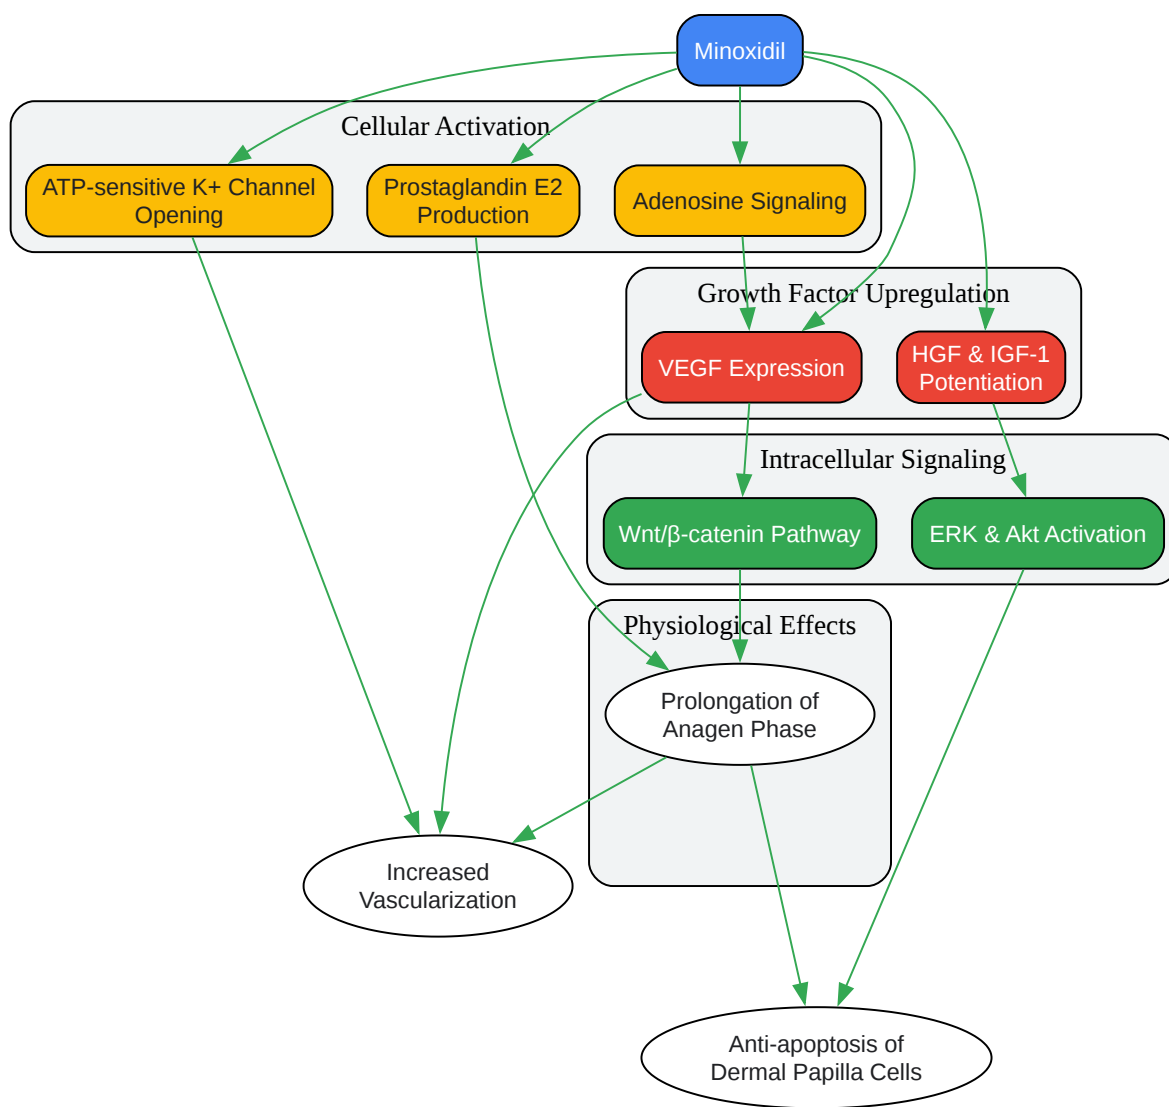 Minoxidil
Cellular Activation
ATP-sensitive K+ Channel
Opening
Prostaglandin E2
Production
Adenosine Signaling
Growth Factor Upregulation
VEGF Expression
HGF & IGF-1
Potentiation
Intracellular Signaling
Wnt/β-catenin Pathway
ERK & Akt Activation
Physiological Effects
Prolongation of
Anagen Phase
Increased
Vascularization
Anti-apoptosis of
Dermal Papilla Cells